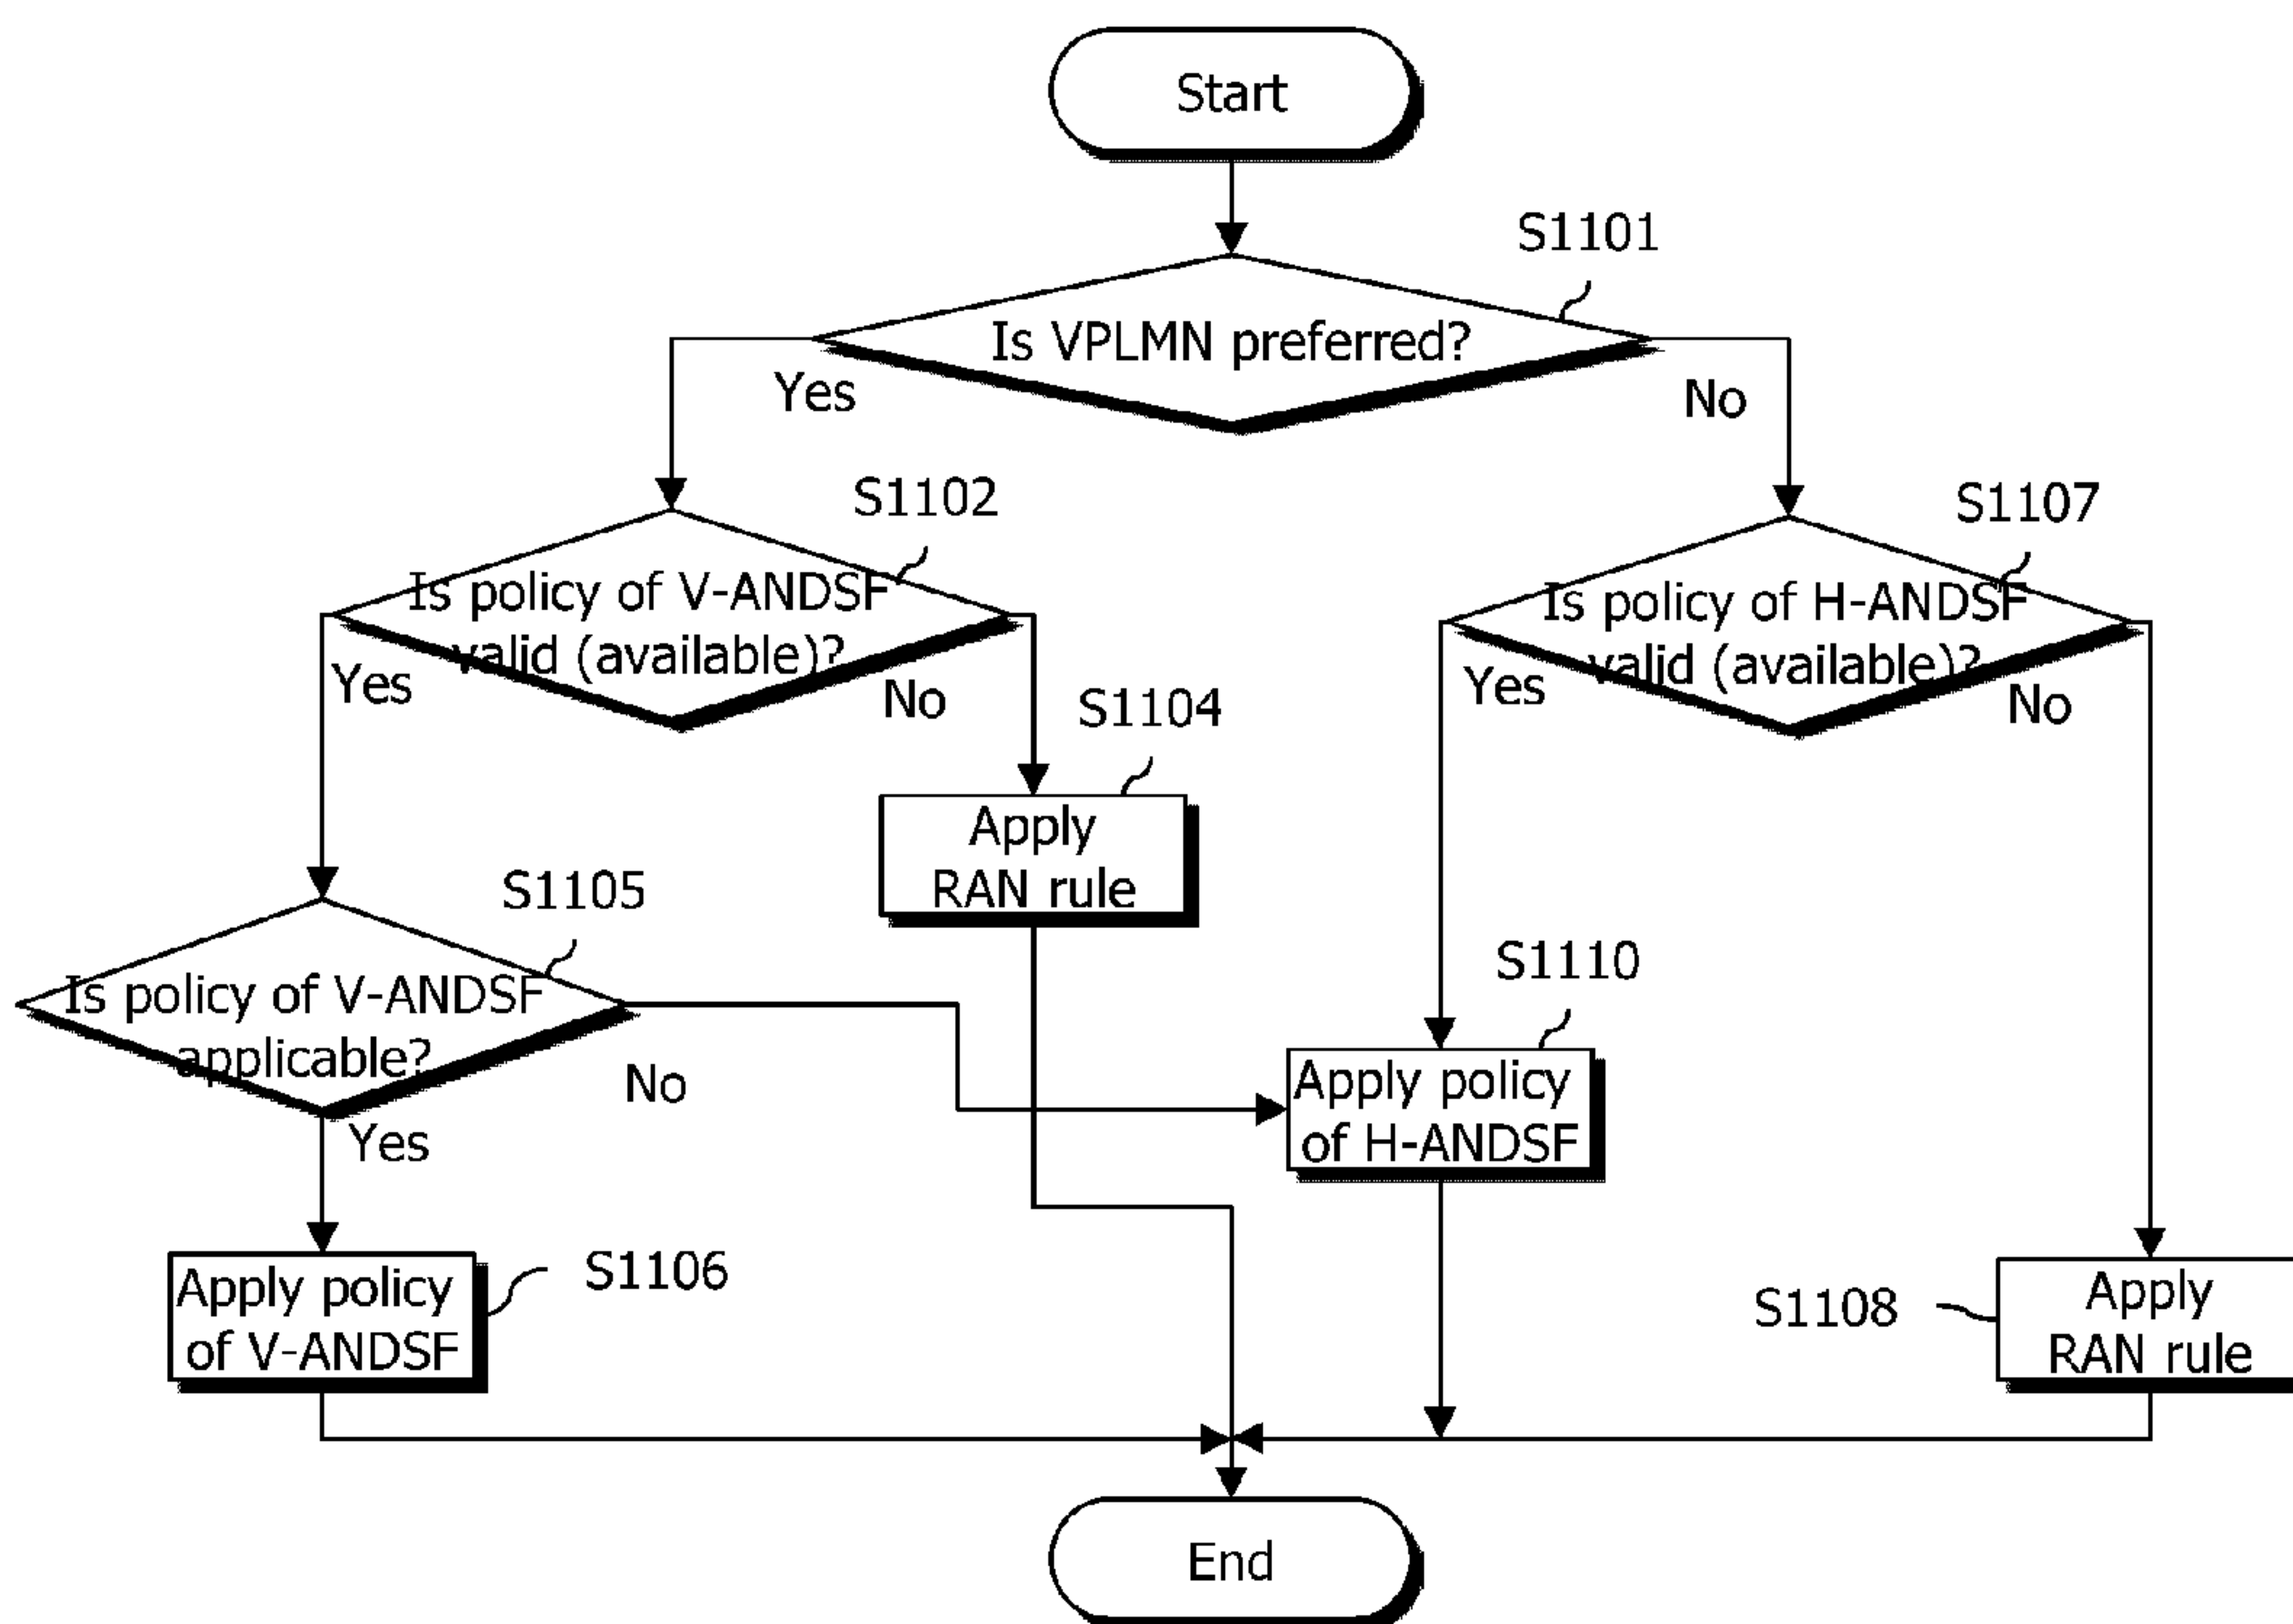 Start
S1101
Is VPLMN preferred?
Yes
No
S1102
Is policy of V-ANDSF
valid (available)?
Yes
No
S1107
Is policy of H-ANDSF
valid (available)?
Yes
No
S1104
Apply
RAN rule
S1105
Is policy of V-ANDSF
applicable?
No
Yes
S1110
Apply policy
of H-ANDSF
Apply policy
of V-ANDSF
S1106
S1108
Apply
RAN rule
End